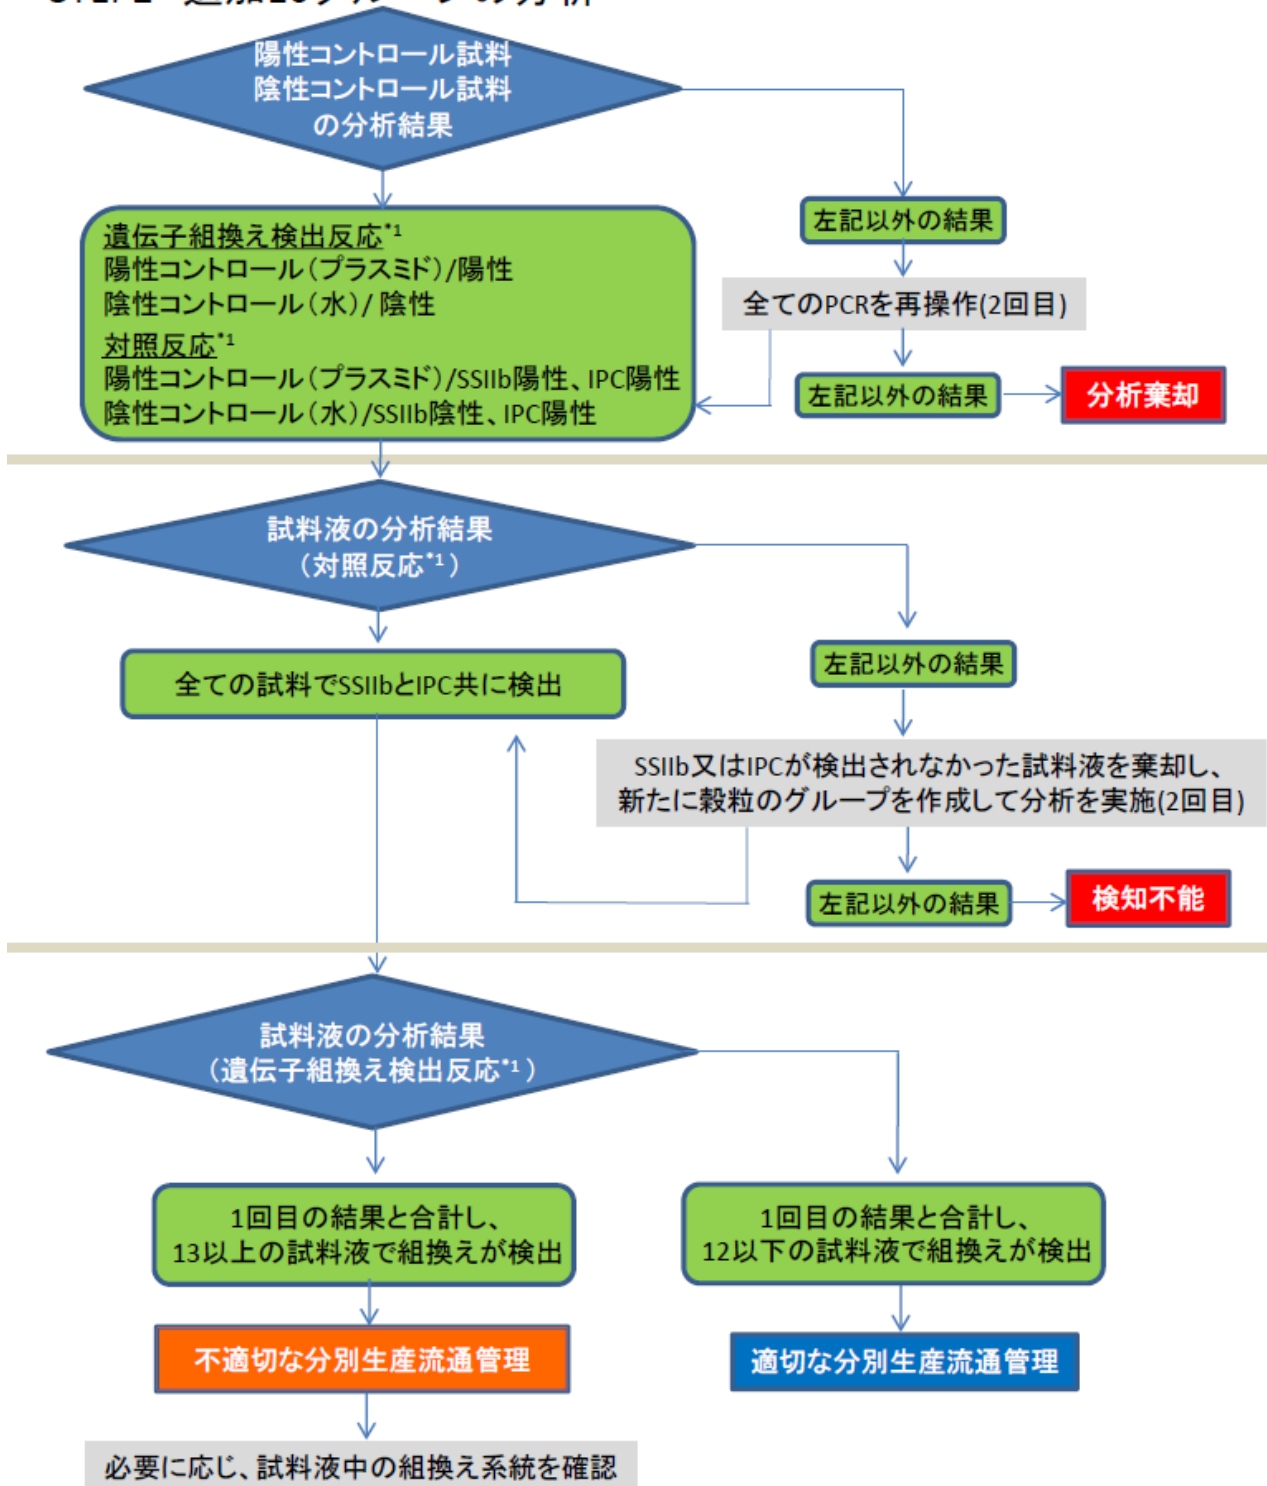 陽性コントロール試料
陰性コントロール試料
の分析結果
左記以外の結果
遺伝子組換え検出反応*1
陽性コントロール(プラスミド)/陽性
陰性コントロール(水)/ 陰性
対照反応*1
陽性コントロール(プラスミド)/SSIIb陽性、IPC陽性
陰性コントロール(水)/SSIIb陰性、IPC陽性
全てのPCRを再操作(2回目)
左記以外の結果
分析棄却
試料液の分析結果
(対照反応*1)
全ての試料でSSIIbとIPC共に検出
左記以外の結果
SSIIb又はIPCが検出されなかった試料液を棄却し、
新たに穀粒のグループを作成して分析を実施(2回目)
左記以外の結果
検知不能
試料液の分析結果
(遺伝子組換え検出反応*1)
1回目の結果と合計し、
13以上の試料液で組換えが検出
1回目の結果と合計し、
12以下の試料液で組換えが検出
不適切な分別生産流通管理
適切な分別生産流通管理
必要に応じ、試料液中の組換え系統を確認